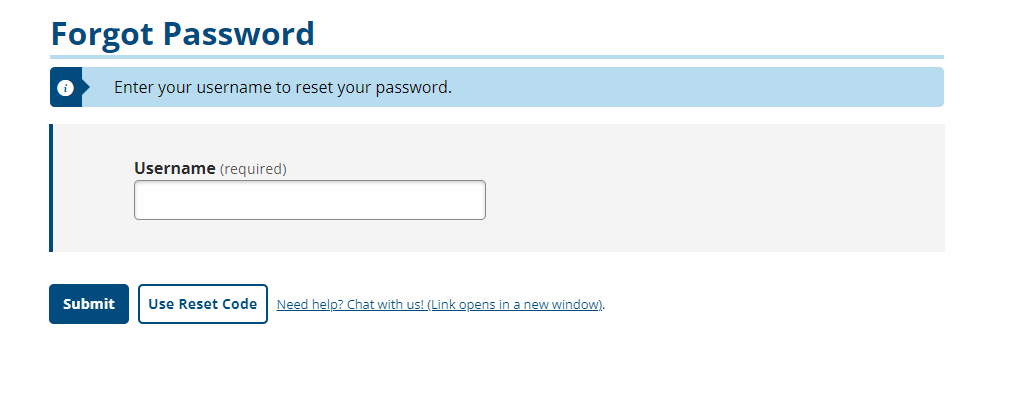 Forgot Password
i Enter your username to reset your password.
Username (required)
Submit Use Reset Code Need help? Chat with us! (Link opens in a new window).